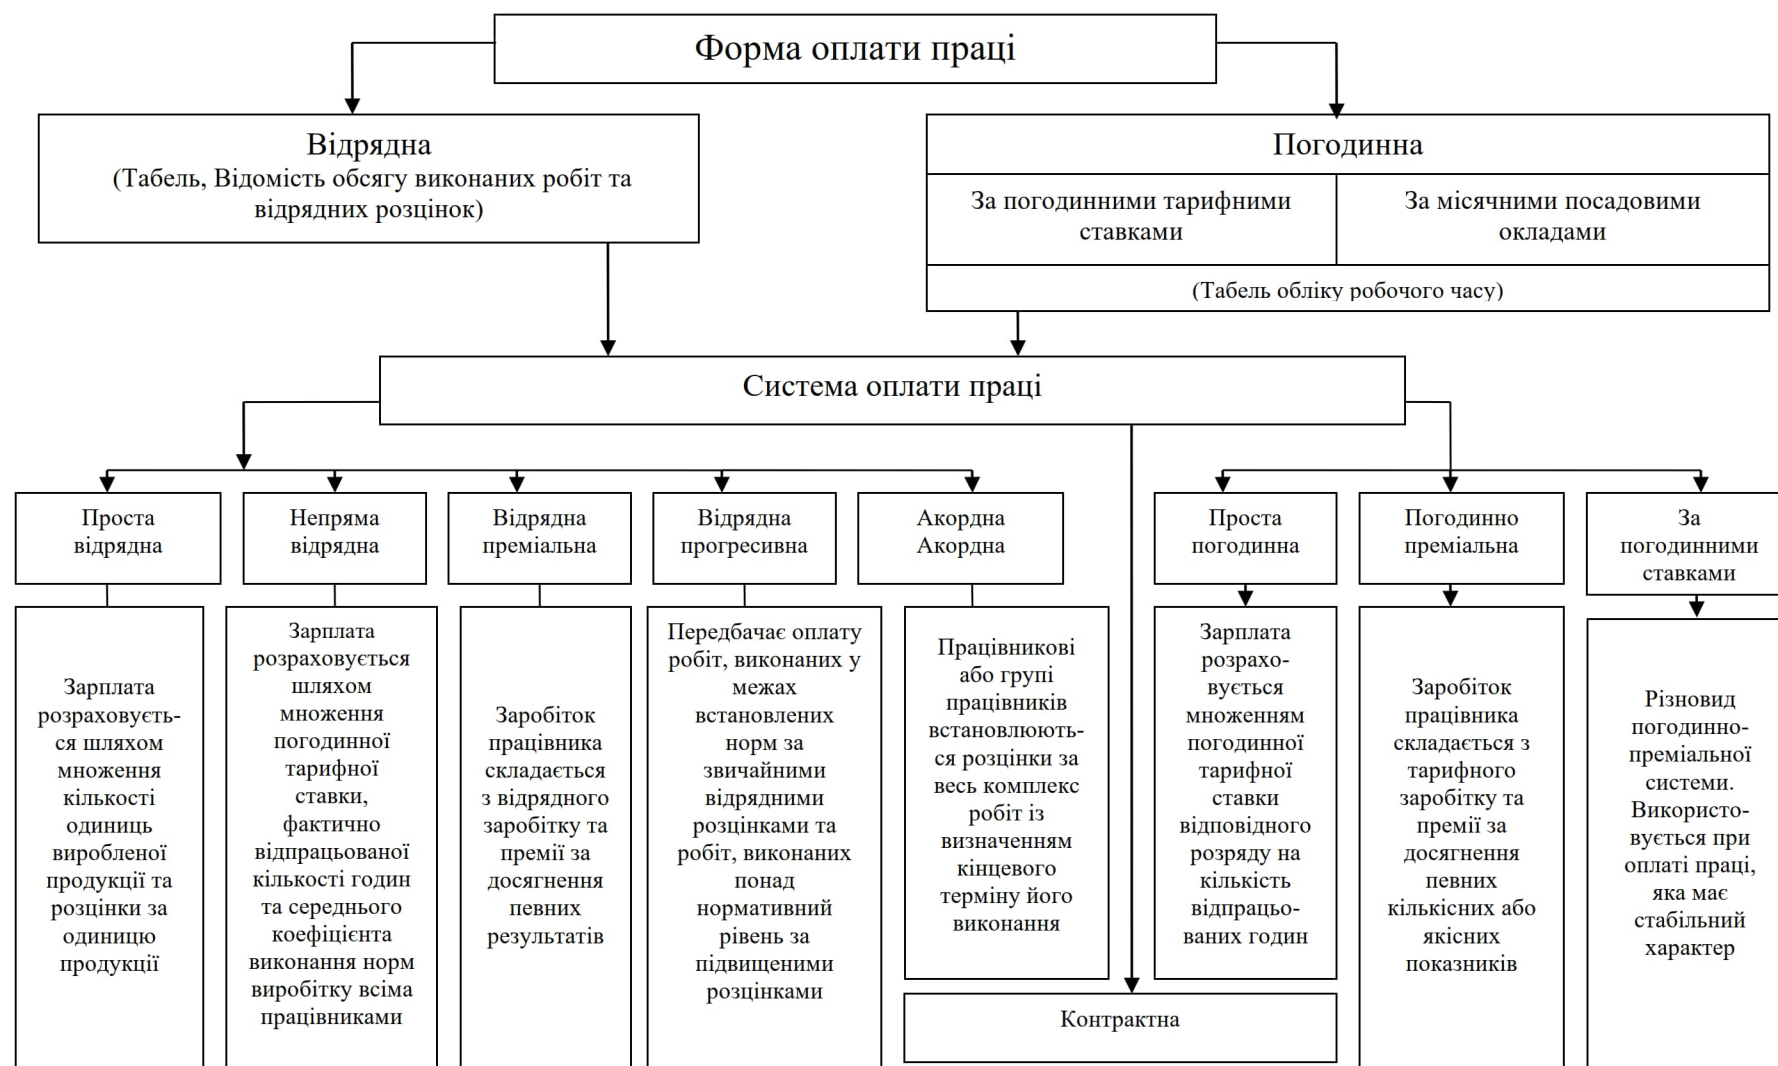 Форма оплати праці
Відрядна
(Табель, Відомість обсягу виконаних робіт та
відрядних розцінок)
Погодинна
За погодинними тарифними
ставками
За місячними посадовими
окладами
(Табель обліку робочого часу)
Система оплати праці
Проста
відрядна
Непряма
відрядна
Відрядна
преміальна
Відрядна
прогресивна
Акордна
Акордна
Проста
погодинна
Погодинно
преміальна
За
погодинними
ставками
Зарплата
розраховуєть-
ся шляхом
множення
кількості
одиниць
виробленої
продукції та
розцінки за
одиницю
продукції
Зарплата
розраховується
шляхом
множення
погодинної
тарифної
ставки,
фактично
відпрацьованої
кількості годин
та середнього
коефіцієнта
виконання норм
виробітку всіма
працівниками
Заробіток
працівника
складається
з відрядного
заробітку та
премії за
досягнення
певних
результатів
Передбачає оплату
робіт, виконаних у
межах
встановлених
норм за
звичайними
відрядними
розцінками та
робіт, виконаних
понад
нормативний
рівень за
підвищеними
розцінками
Працівникові
або групі
працівників
встановлюють-
ся розцінки за
весь комплекс
робіт із
визначенням
кінцевого
терміну його
виконання
Зарплата
розрахо-
вується
множенням
погодинної
тарифної
ставки
відповідного
розряду на
кількість
відпрацьо-
ваних годин
Заробіток
працівника
складається з
тарифного
заробітку та
премії за
досягнення
певних
кількісних або
якісних
показників
Різновид
погодинно-
преміальної
системи.
Використо-
вується при
оплаті праці,
яка має
стабільний
характер
Контрактна